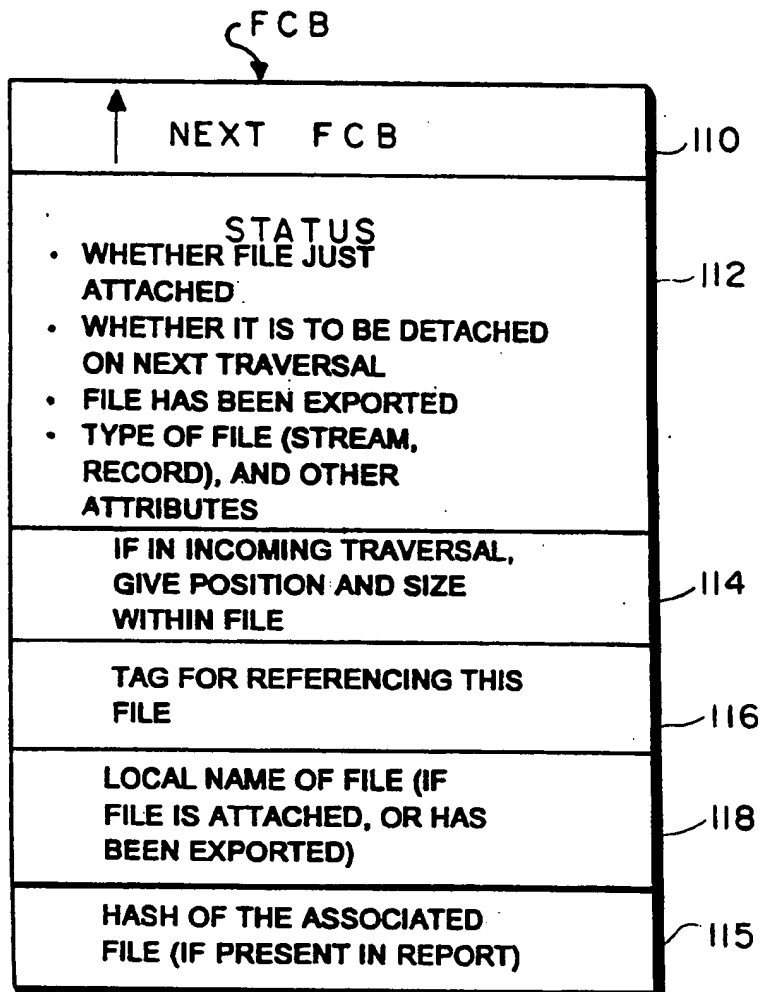 FCB
NEXT FCB
110
STATUS
• WHETHER FILE JUST
ATTACHED
112
• WHETHER IT IS TO BE DETACHED
ON NEXT TRAVERSAL
• FILE HAS BEEN EXPORTED
• TYPE OF FILE (STREAM,
RECORD), AND OTHER
ATTRIBUTES
IF IN INCOMING TRAVERSAL,
GIVE POSITION AND SIZE
WITHIN FILE
114
TAG FOR REFERENCING THIS
FILE
116
LOCAL NAME OF FILE (IF
FILE IS ATTACHED, OR HAS
BEEN EXPORTED)
118
HASH OF THE ASSOCIATED
FILE (IF PRESENT IN REPORT)
115